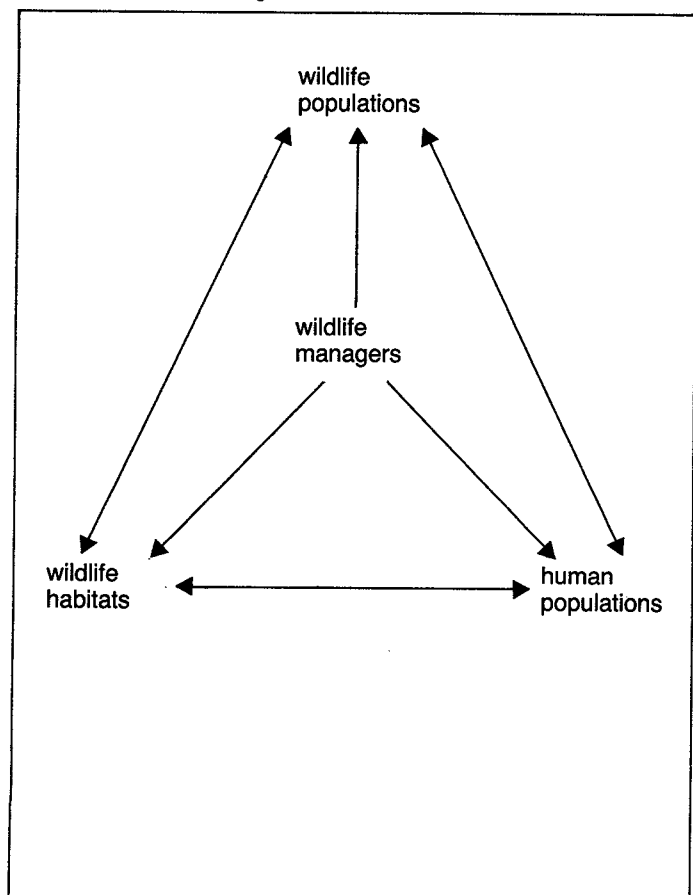 wildlife
populations
wildlife
managers
wildlife
habitats
human
populations